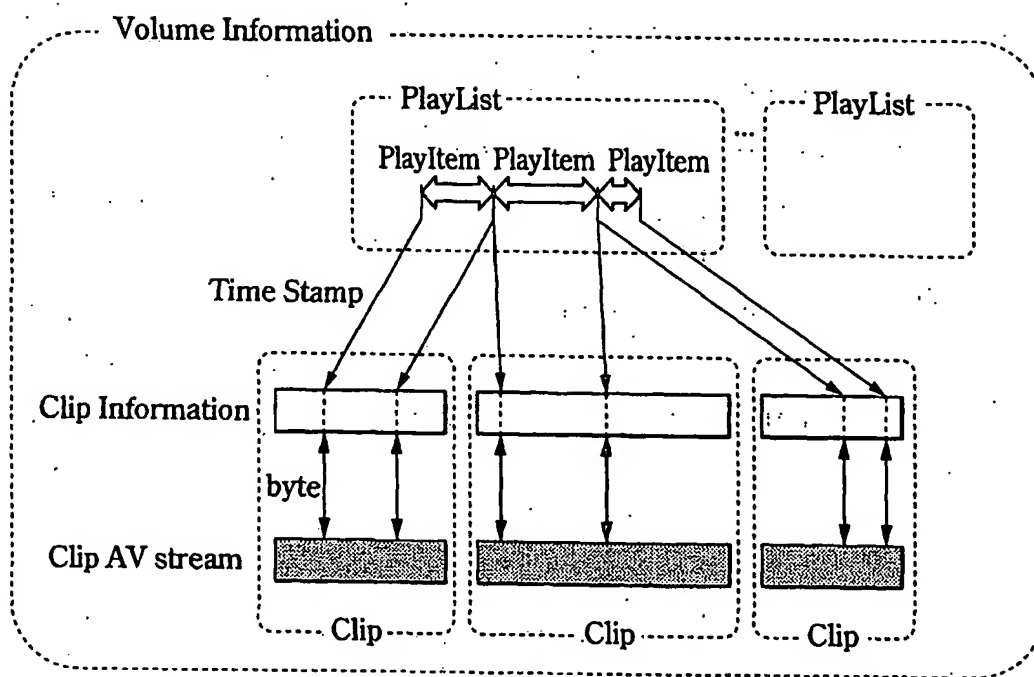 Volume Information
PlayList
PlayList
...
PlayItem PlayItem PlayItem
Time Stamp
Clip Information
byte
Clip AV stream
Clip
Clip
Clip